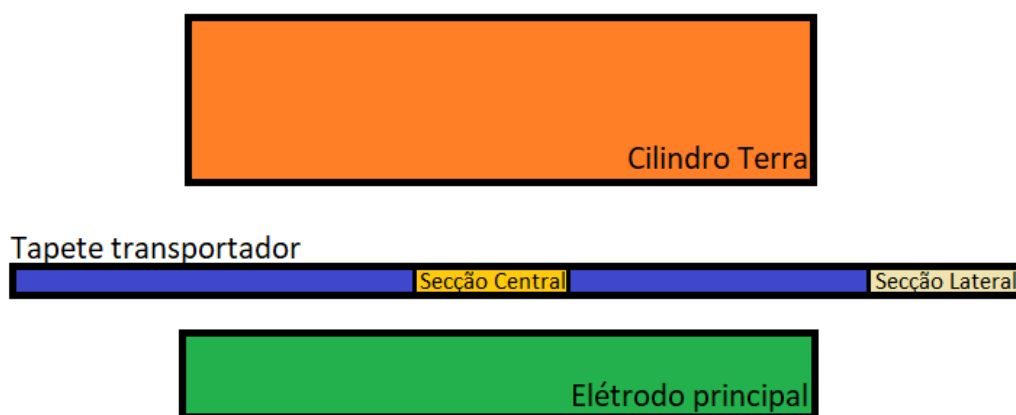 Cilindro Terra
Tapete transportador
Secção Central
Secção Lateral
Elétrodo principal